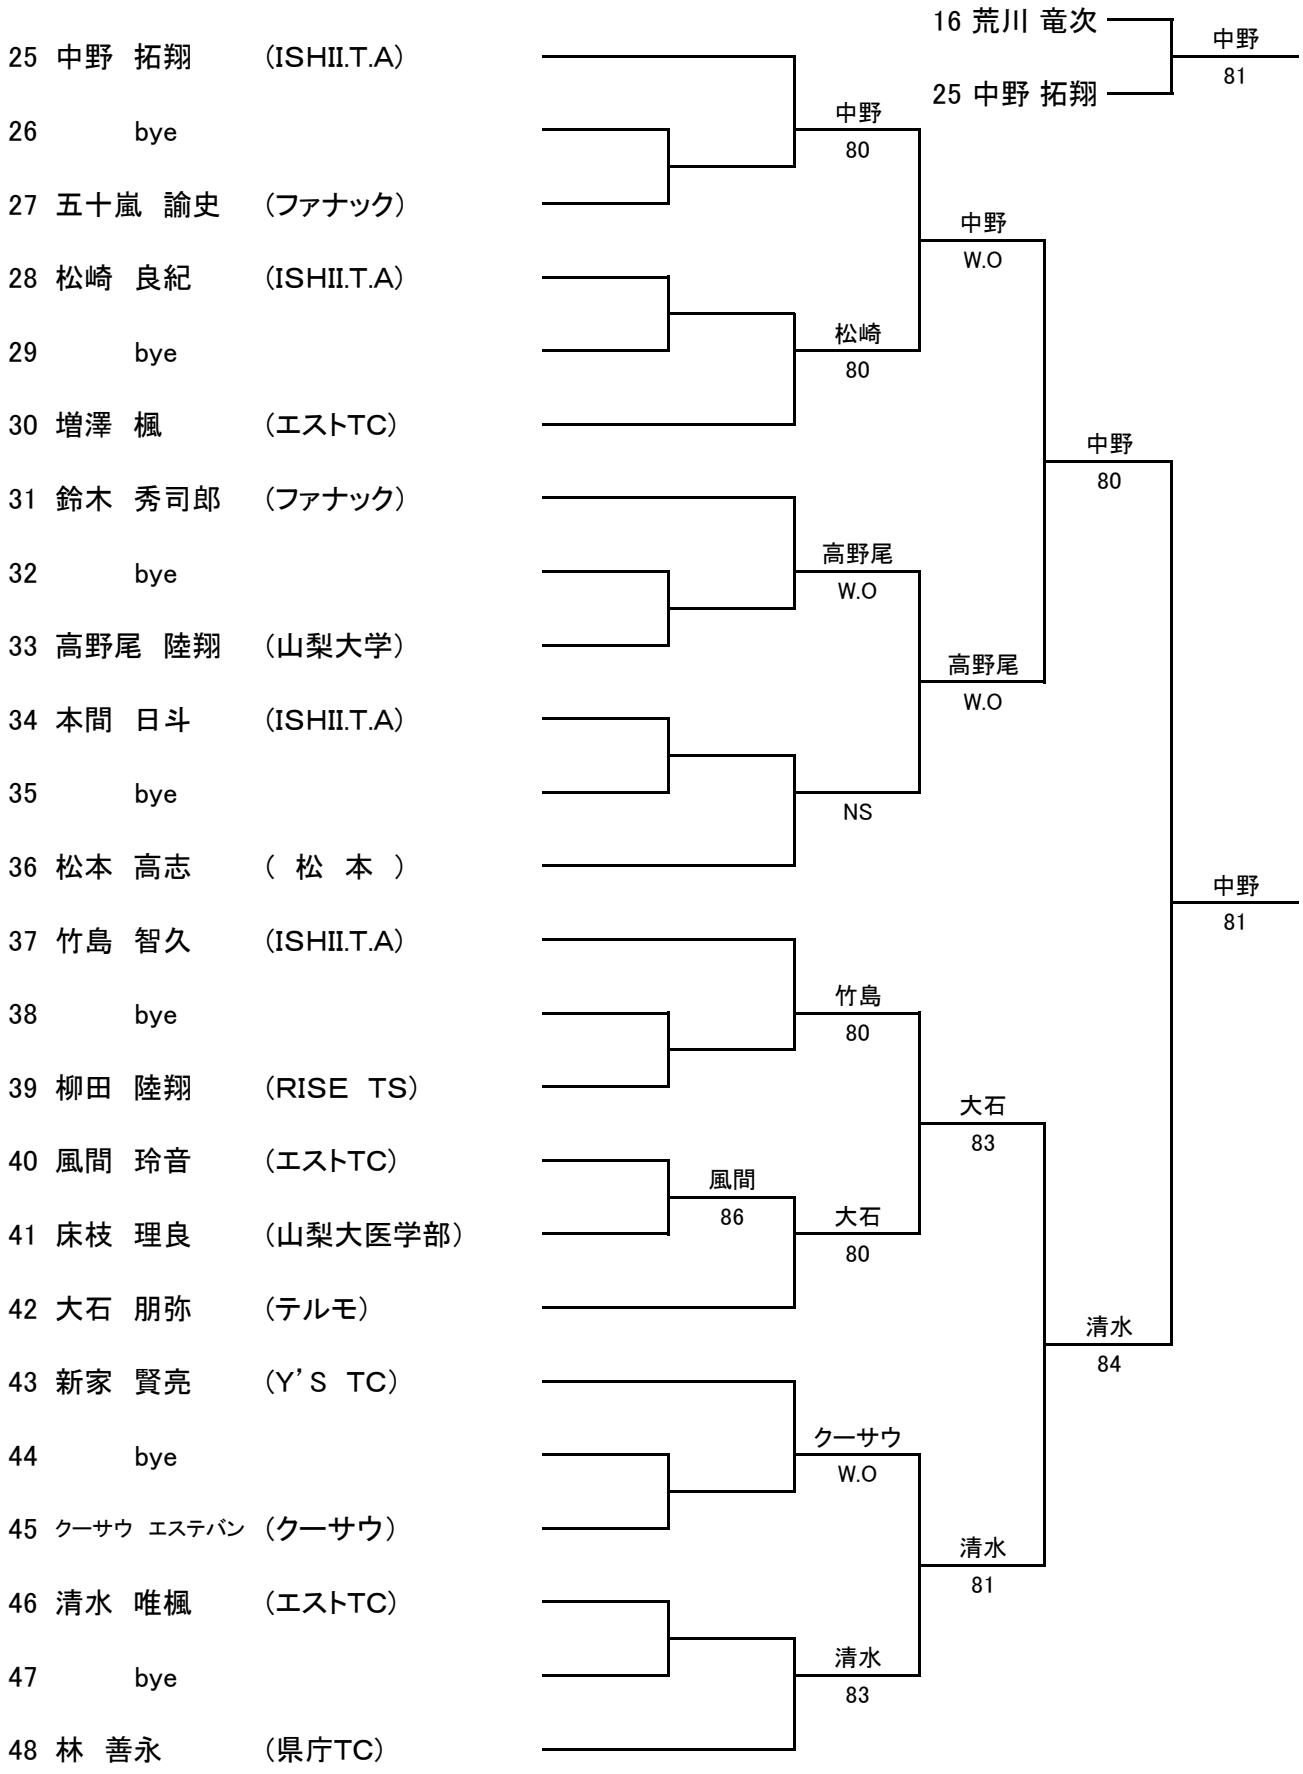 16 荒川 竜次
中野
81
25 中野 拓翔
25 中野 拓翔 (ISHII.T.A)
中野
80
26 bye
27 五十嵐 諭史 (ファナック)
中野
W.O
28 松崎 良紀 (ISHII.T.A)
松崎
80
29 bye
30 増澤 楓 (エストTC)
中野
80
31 鈴木 秀司郎 (ファナック)
高野尾
W.O
32 bye
33 高野尾 陸翔 (山梨大学)
高野尾
W.O
34 本間 日斗 (ISHII.T.A)
35 bye
NS
36 松本 高志 ( 松 本 )
中野
81
37 竹島 智久 (ISHII.T.A)
竹島
80
38 bye
39 柳田 陸翔 (RISE TS)
大石
83
40 風間 玲音 (エストTC)
風間
86
41 床枝 理良 (山梨大医学部)
大石
80
42 大石 朋弥 (テルモ)
清水
84
43 新家 賢亮 (Y'S TC)
クーサウ
W.O
44 bye
45 クーサウ エステバン (クーサウ)
清水
81
46 清水 唯楓 (エストTC)
清水
83
47 bye
48 林 善永 (県庁TC)